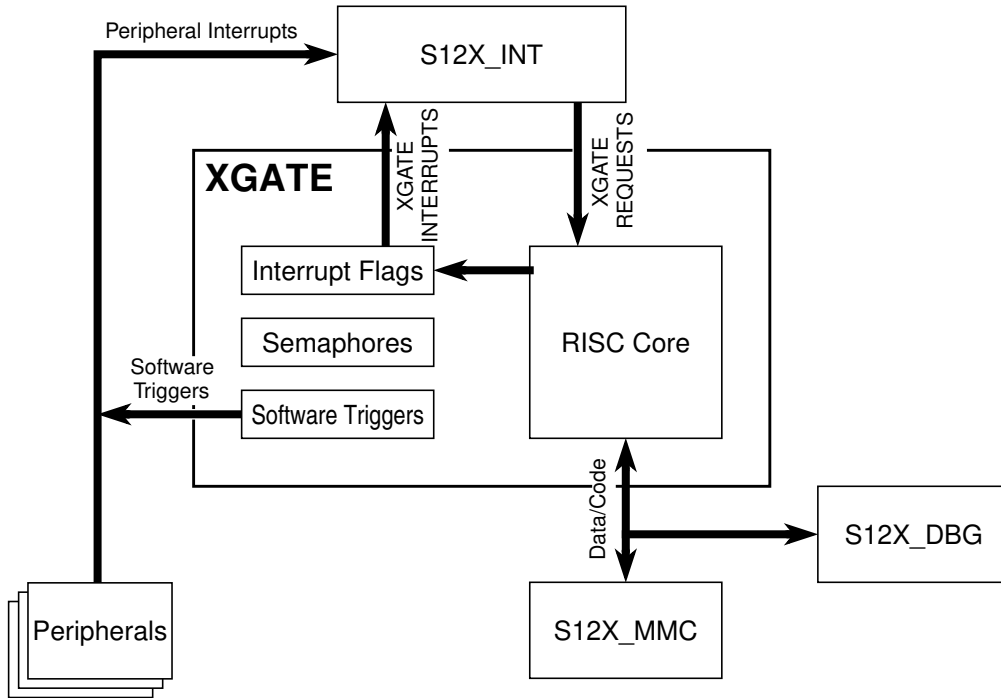 Peripheral Interrupts
S12X_INT
XGATE
INTERRUPTS
XGATE
REQUESTS
XGATE
Interrupt Flags
Semaphores
RISC Core
Software
Triggers
Software Triggers
Data/Code
S12X_DBG
Peripherals
S12X_MMC